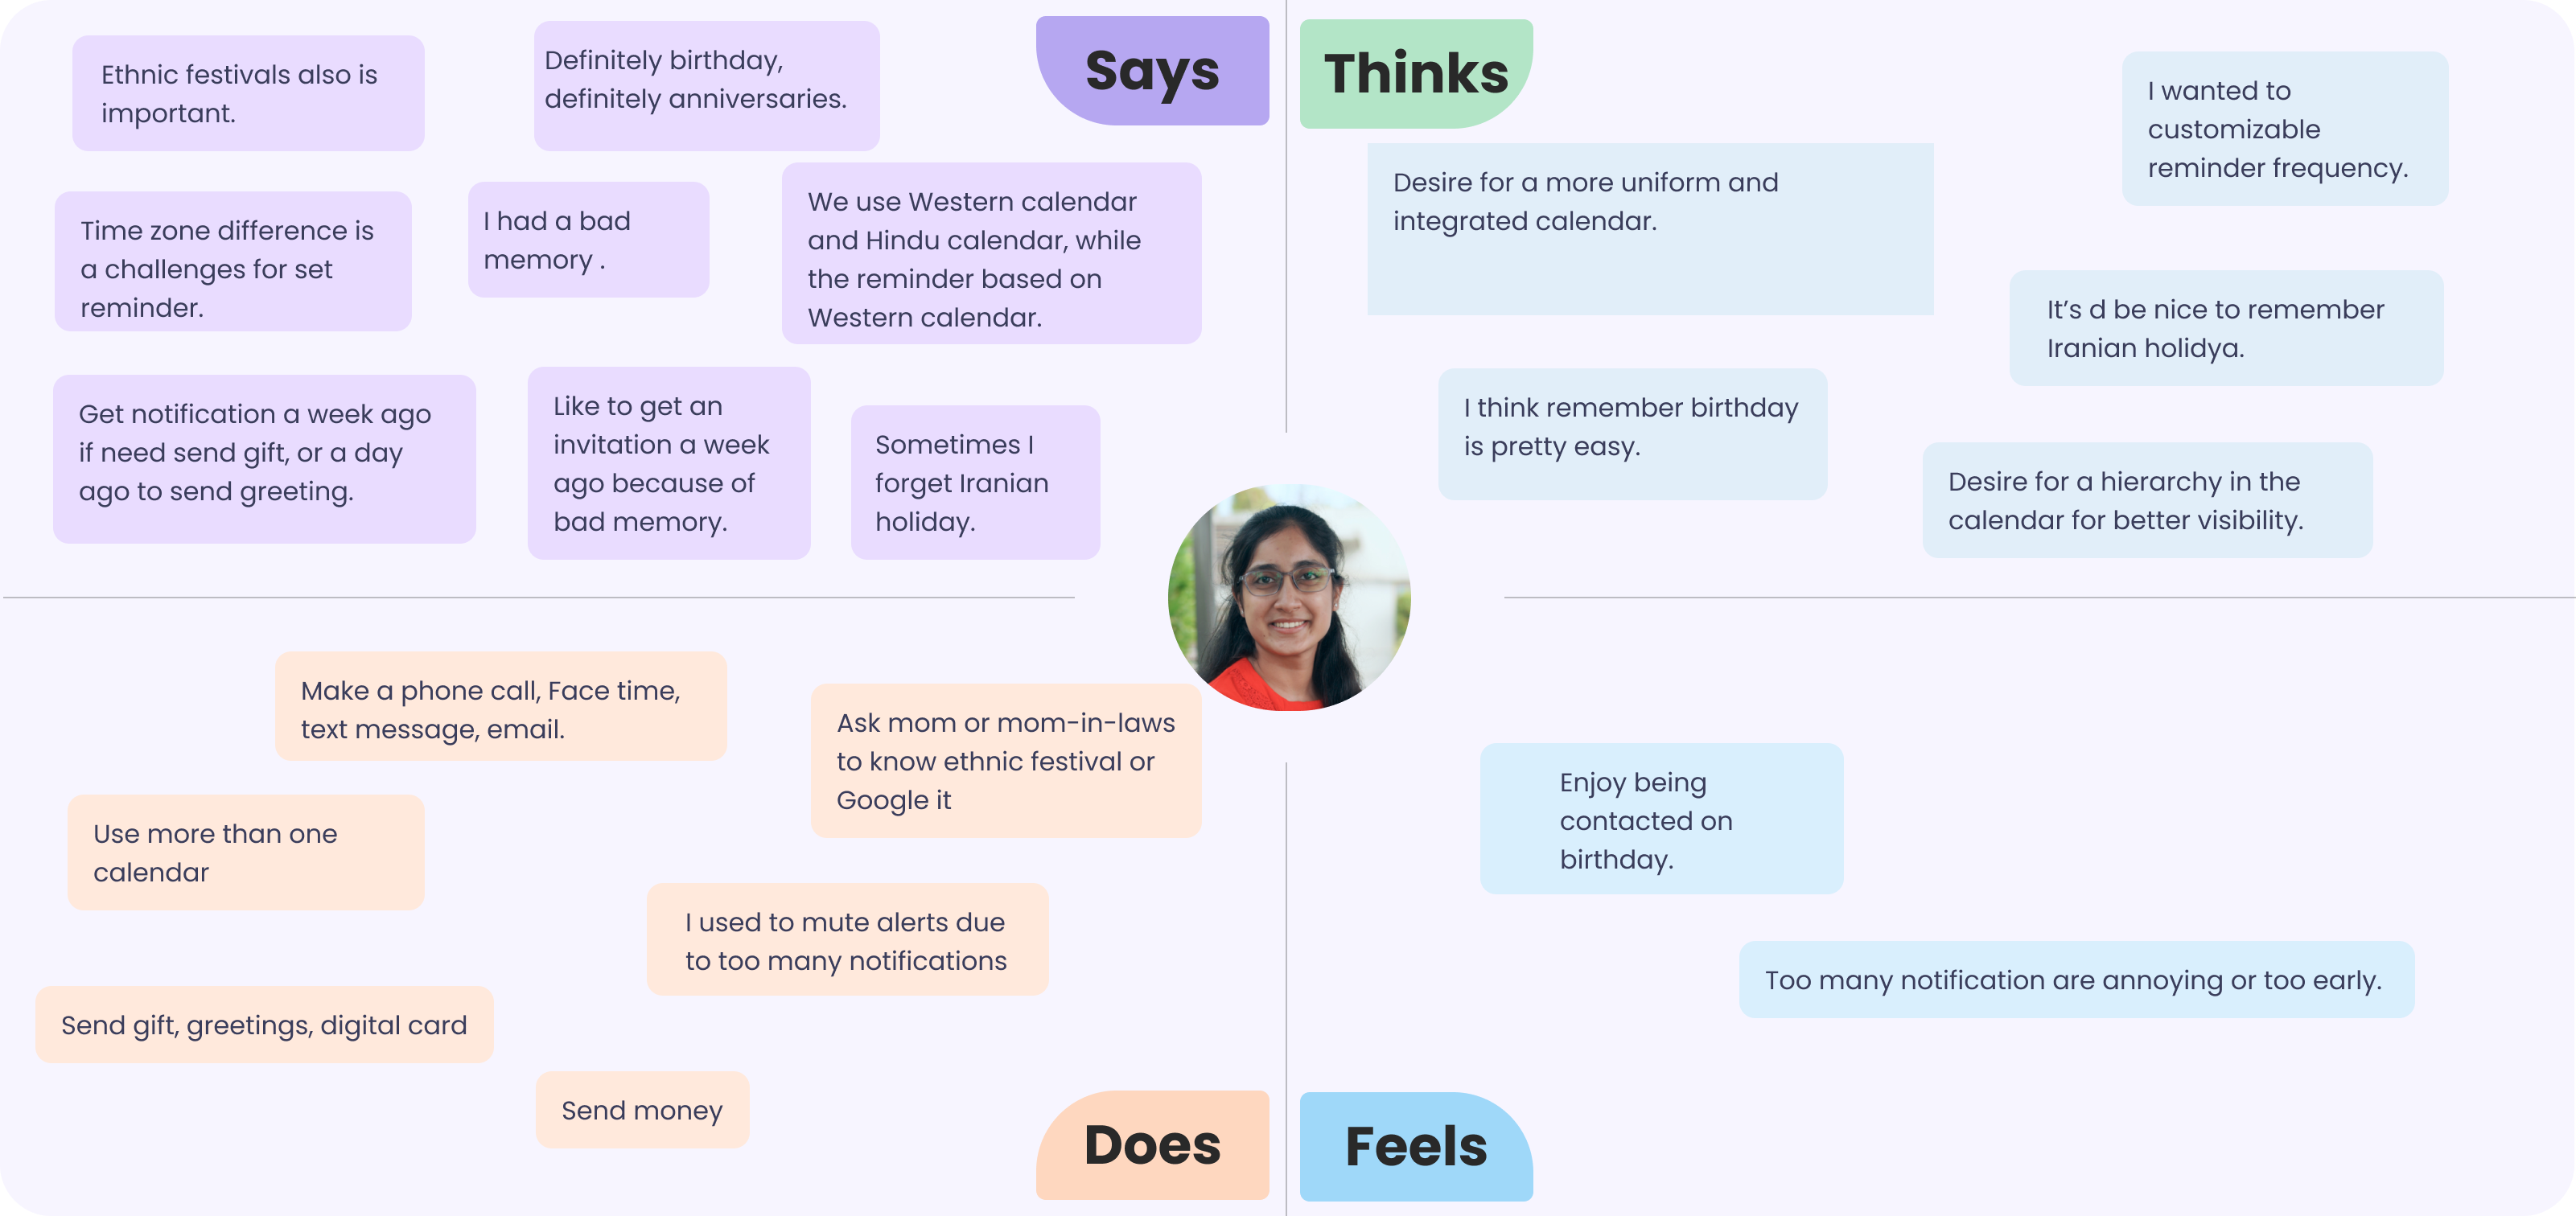 Says
Ethnic festivals also is
important.
Definitely birthday,
definitely anniversaries.
Time zone difference is
a challenges for set
reminder.
I had a bad
memory .
We use Western calendar
and Hindu calendar, while
the reminder based on
Western calendar.
Get notification a week ago
if need send gift, or a day
ago to send greeting.
Like to get an
invitation a week
ago because of
bad memory.
Sometimes I
forget Iranian
holiday.
Thinks
Desire for a more uniform and
integrated calendar.
I wanted to
customizable
reminder frequency.
It’s d be nice to remember
Iranian holidya.
I think remember birthday
is pretty easy.
Desire for a hierarchy in the
calendar for better visibility.
Make a phone call, Face time,
text message, email.
Ask mom or mom-in-laws
to know ethnic festival or
Google it
Use more than one
calendar
I used to mute alerts due
to too many notifications
Send gift, greetings, digital card
Send money
Does
Enjoy being
contacted on
birthday.
Too many notification are annoying or too early.
Feels